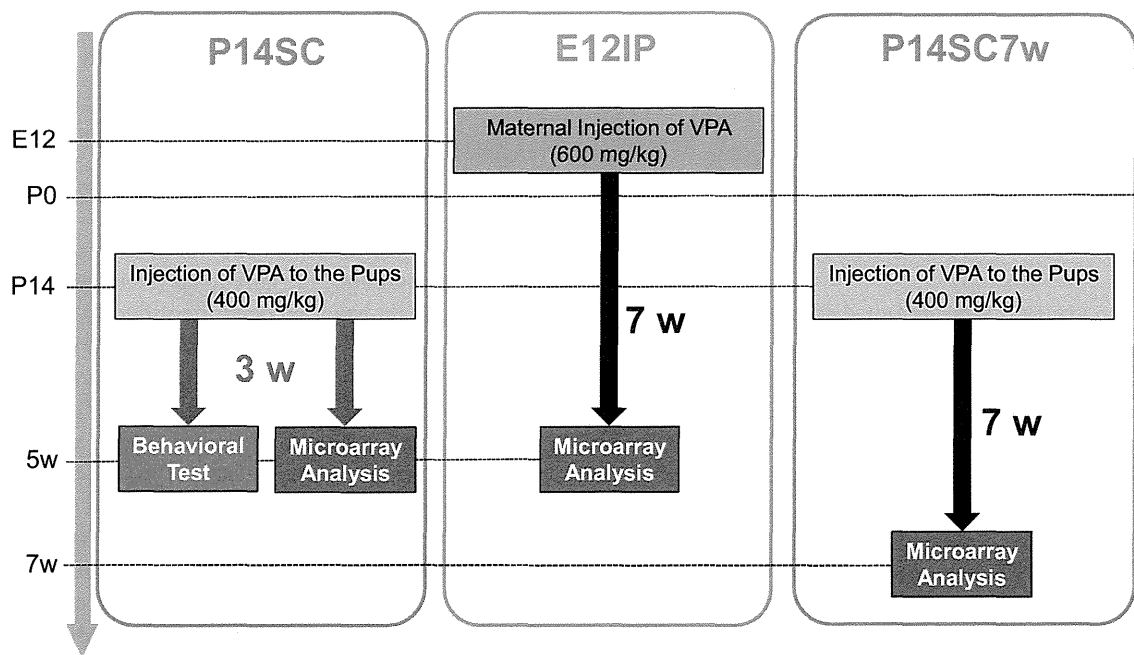 P14SC
E12IP
P14SC7w
E12
Maternal Injection of VPA
(600 mg/kg)
P0
P14
Injection of VPA to the Pups
(400 mg/kg)
Injection of VPA to the Pups
(400 mg/kg)
3 w
7 w
7 w
5w
Behavioral
Test
Microarray
Analysis
Microarray
Analysis
7w
Microarray
Analysis